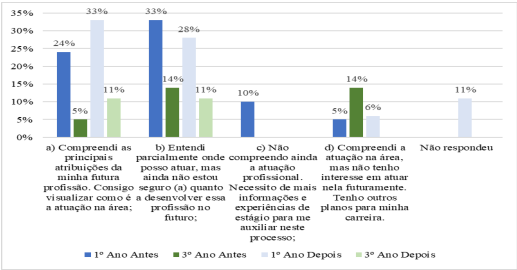 35%
30%
25%
20%
15%
10%
5%
0%
24%
5%
33%
11%
33%
14%
28%
11%
10%
5%
14%
6%
11%
a) Compreendi as
principais
atribuições da
minha futura
profissão. Consigo
visualizar como é
a atuação na área;
b) Entendi
parcialmente onde
posso atuar, mas
ainda não estou
seguro (a) quanto
a desenvolver essa
profissão no
futuro;
c) Não
compreendo ainda
a atuação
profissional.
Necessito de mais
informações e
experiências de
estágio para me
auxiliar neste
processo;
d) Compreendi a
atuação na área,
mas não tenho
interesse em atuar
nela futuramente.
Tenho outros
planos para minha
carreira.
Não respondeu
1º Ano Antes
3º Ano Antes
1º Ano Depois
3º Ano Depois